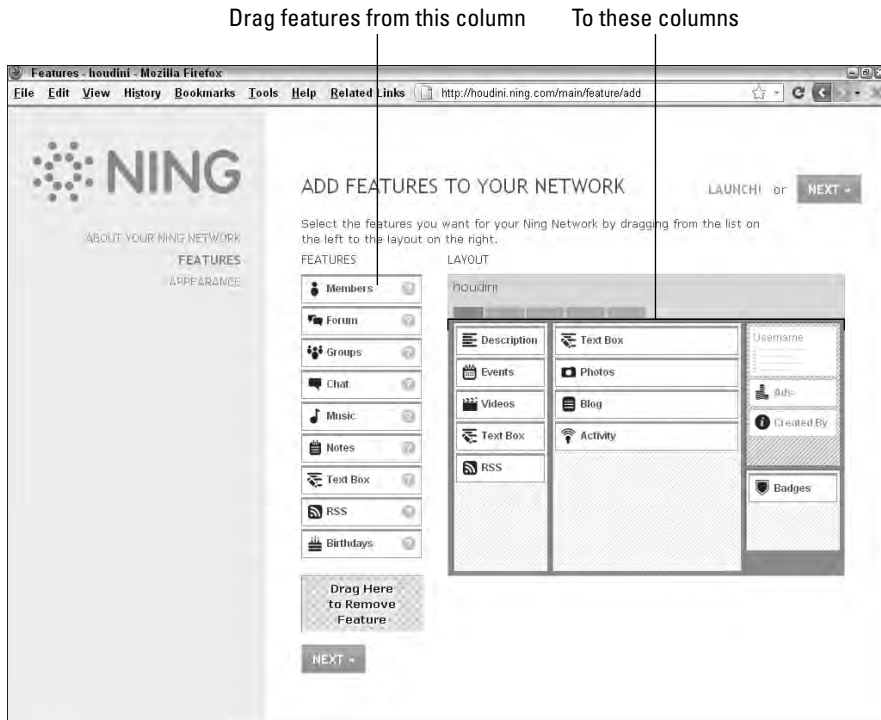 Drag features from this column To these columns
Features - houdini - Mozilla Firefox
File Edit View History Bookmarks Tools Help Related Links http://houdini.ning.com/main/feature/add
NING
ABOUT YOUR NING NETWORK
FEATURES
APPEARANCE
ADD FEATURES TO YOUR NETWORK
LAUNCH! or NEXT
Select the features you want for your Ning Network by dragging from the list on
the left to the layout on the right.
FEATURES
Members ?
Forum ?
Groups ?
Chat ?
Music ?
Notes ?
Text Box ?
RSS ?
Birthdays ?
Drag Here
to Remove
Feature
NEXT
LAYOUT
houdini
Description
Events
Videos
Text Box
RSS
Text Box
Photos
Blog
Activity
Username
Ads
Created By
Badges